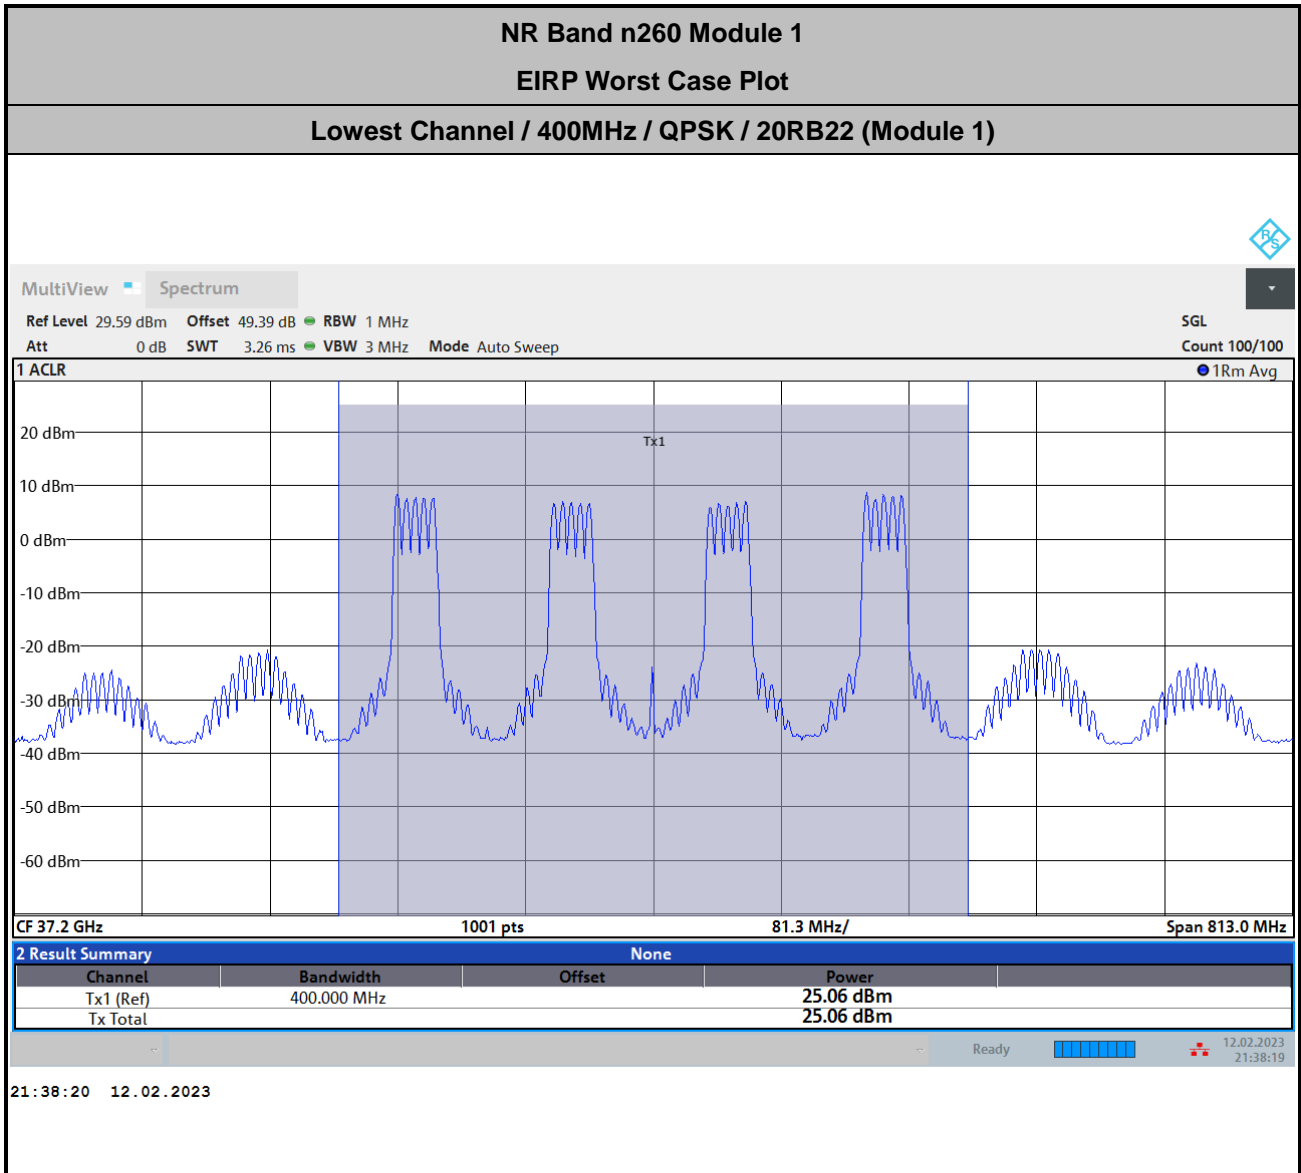 NR Band n260 Module 1
EIRP Worst Case Plot
Lowest Channel / 400MHz / QPSK / 20RB22 (Module 1)
R S
MultiView Spectrum
Ref Level 29.59 dBm Offset 49.39 dB RBW 1 MHz SGL
Att 0 dB SWT 3.26 ms VBW 3 MHz Mode Auto Sweep Count 100/100
1 ACLR 1Rm Avg
20 dBm
Tx1
10 dBm
0 dBm
-10 dBm
-20 dBm
-30 dBm
-40 dBm
-50 dBm
-60 dBm
CF 37.2 GHz 1001 pts 81.3 MHz/ Span 813.0 MHz
2 Result Summary None
Channel Bandwidth Offset Power
Tx1 (Ref) 400.000 MHz 25.06 dBm
Tx Total 25.06 dBm
Ready 12.02.2023
21:38:19
21:38:20 12.02.2023